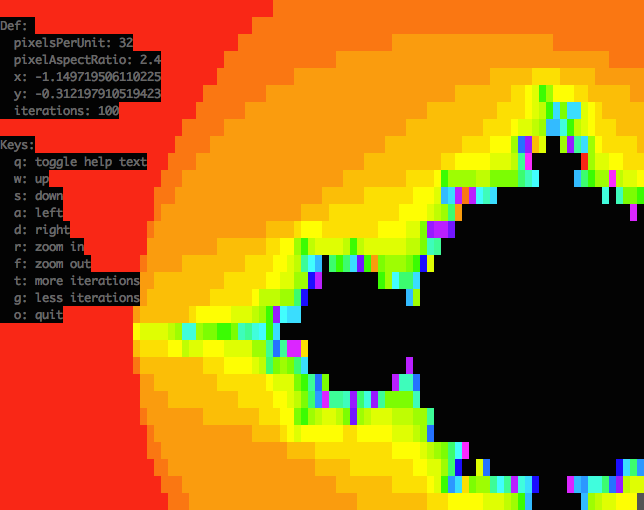 Def:
pixelsPerUnit: 32
pixelAspectRatio: 2.4
x: -1.149719506110225
y: -0.312197910519423
iterations: 100
Keys:
q: toggle help text
w: up
s: down
a: left
d: right
r: zoom in
f: zoom out
t: more iterations
g: less iterations
o: quit